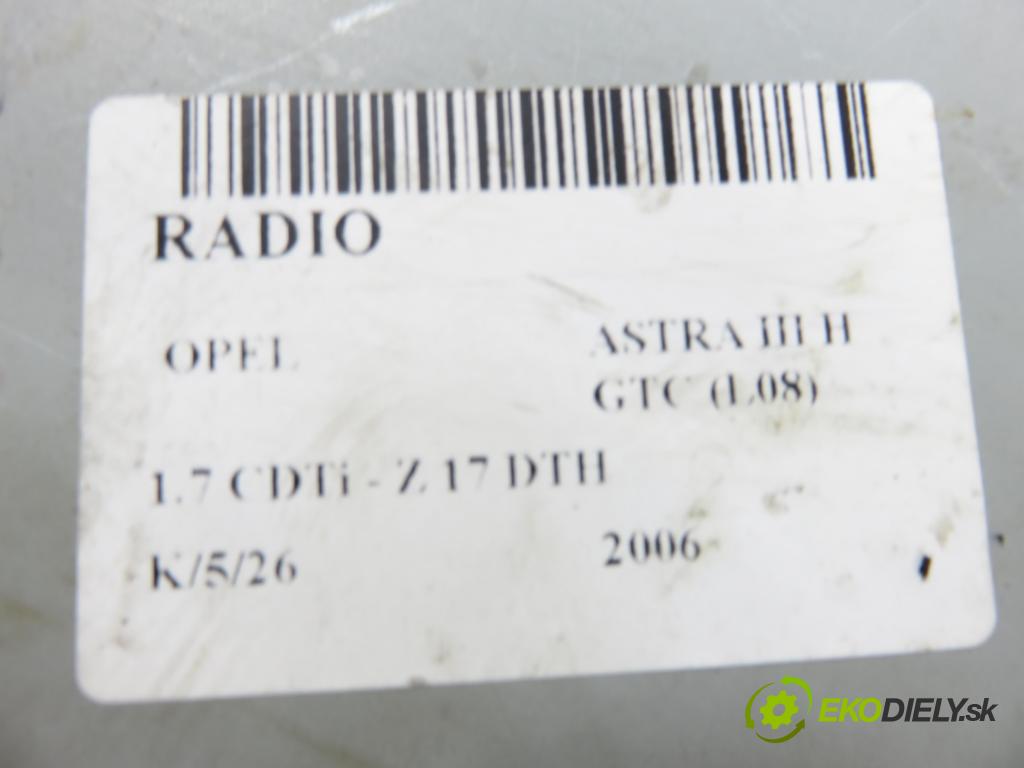 RADIO
OPEL ASTRA III H
GTC (L08)
1.7 CDTi - Z 17 DTH
K/5/26 2006
EKODIELY.sk